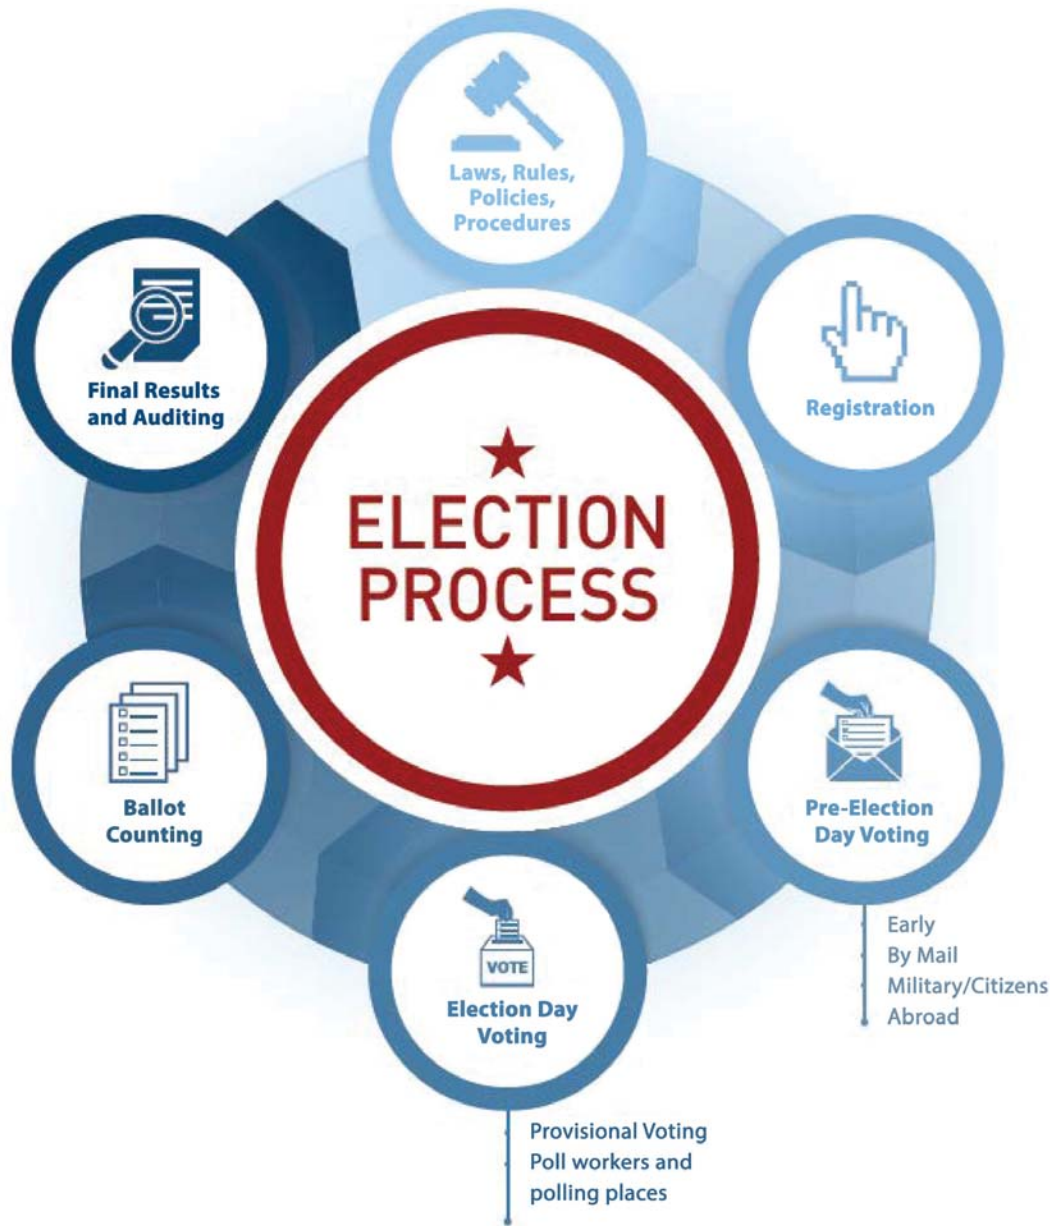 Laws, Rules,
Policies,
Procedures
Registration
Pre-Election
Day Voting
Early
By Mail
Military/Citizens
Abroad
VOTE
Election Day
Voting
Provisional Voting
Poll workers and
polling places
Ballot
Counting
Final Results
and Auditing
ELECTION
PROCESS